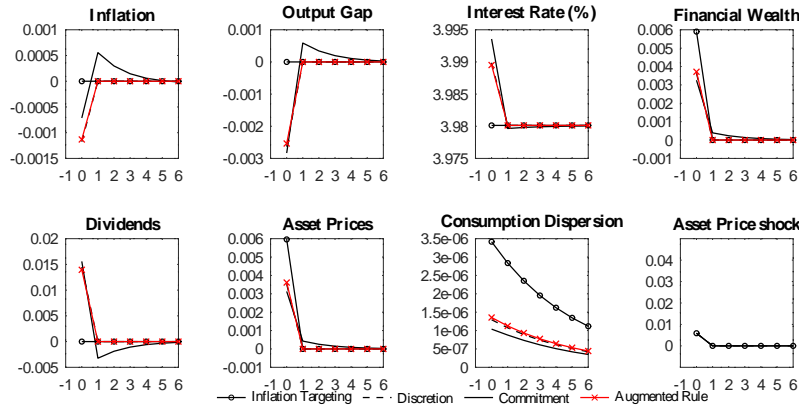 Inflation
Output Gap
Interest Rate (%)
Financial Wealth
0.001
0.0005
0
-0.0005
-0.001
-0.0015
-1 0 1 2 3 4 5 6
0.001
0.000
-0.001
-0.002
-0.003
-1 0 1 2 3 4 5 6
3.995
3.99
3.985
3.98
3.975
-1 0 1 2 3 4 5 6
0.006
0.005
0.004
0.003
0.002
0.001
0.000
-0.001
-1 0 1 2 3 4 5 6
Dividends
Asset Prices
Consumption Dispersion
Asset Price shock
0.02
0.015
0.01
0.005
0
-0.005
-1 0 1 2 3 4 5 6
0.006
0.005
0.004
0.003
0.002
0.001
0.000
-0.001
-1 0 1 2 3 4 5 6
3.5e-06
3e-06
2.5e-06
2e-06
1.5e-06
1e-06
5e-07
0
-1 0 1 2 3 4 5 6
0.04
0.03
0.02
0.01
0
-1 0 1 2 3 4 5 6
Inflation Targeting
Discretion
Commitment
Augmented Rule